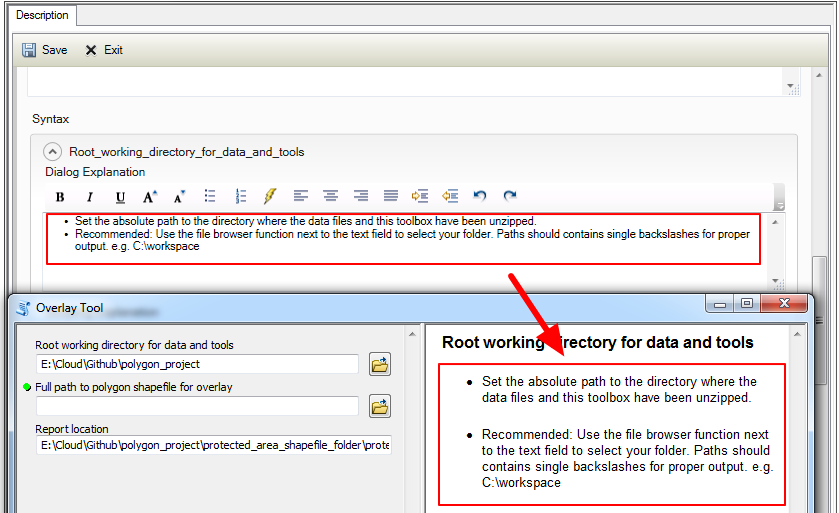 Description
Save Exit
Syntax
Root_working_directory_for_data_and_tools
Dialog Explanation
B I U A A
Set the absolute path to the directory where the data files and this toolbox have been unzipped.
Recommended: Use the file browser function next to the text field to select your folder. Paths should contains single backslashes for proper
output. e.g. C:\workspace
Overlay Tool
Root working directory for data and tools
E:\Cloud\Github\polygon_project
Full path to polygon shapefile for overlay
Report location
E:\Cloud\Github\polygon_project\protected_area_shapefile_folder\prote
Root working directory for data and tools
Set the absolute path to the directory where the
data files and this toolbox have been unzipped.
Recommended: Use the file browser function next
to the text field to select your folder. Paths should
contains single backslashes for proper output. e.g.
C:\workspace